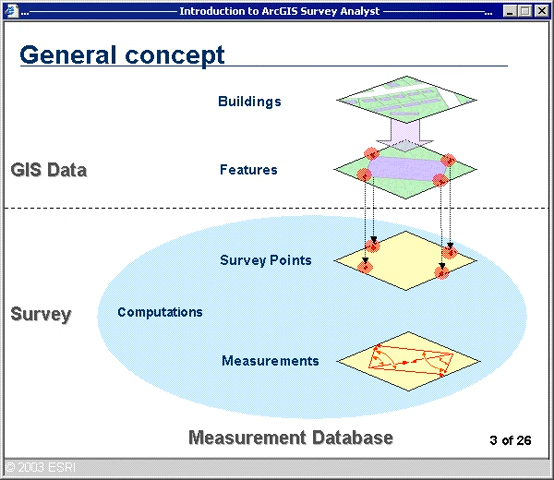 Introduction to ArcGIS Survey Analyst
General concept
Buildings
GIS Data
Features
Survey Points
Survey
Computations
Measurements
Measurement Database
3 of 26
© 2003 ESRI